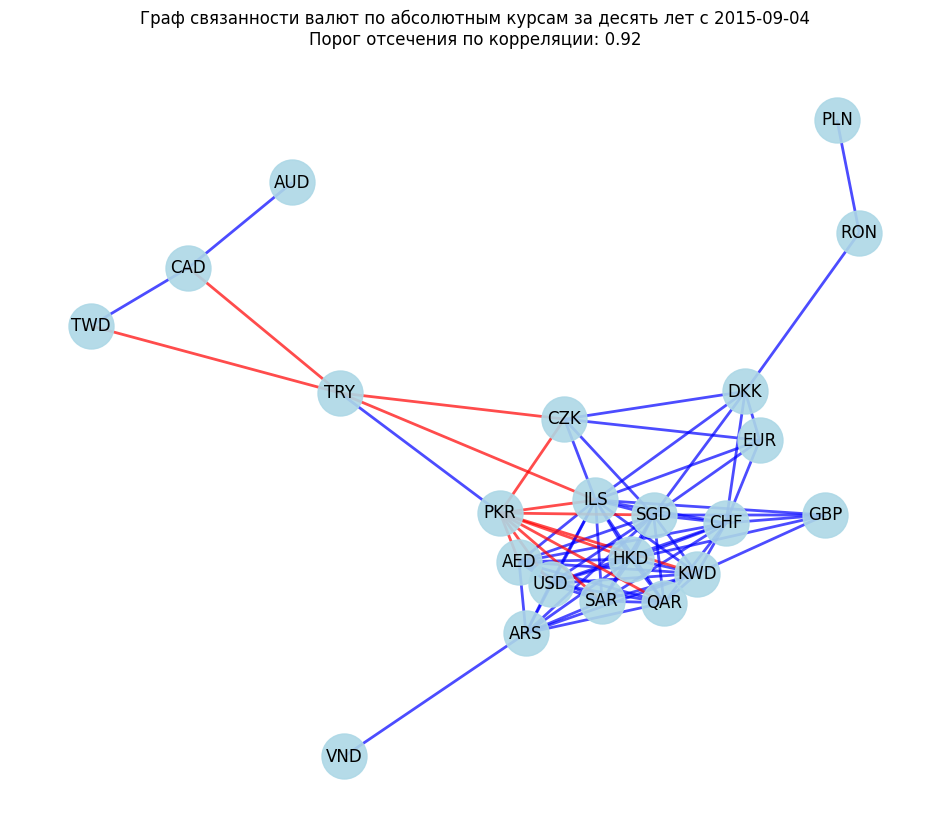 Граф связанности валют по абсолютным курсам за десять лет с 2015-09-04
Порог отсечения по корреляции: 0.92
PLN
AUD
RON
CAD
TWD
TRY
DKK
CZK
EUR
ILS
PKR
SGD
CHF
GBP
AED
HKD
USD
KWD
SAR
QAR
ARS
VND